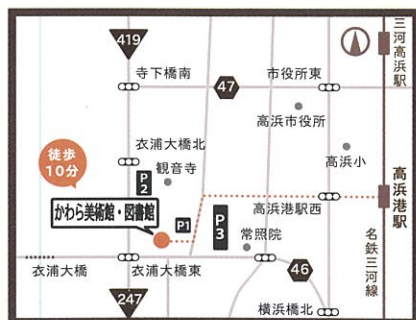 419
三河高浜駅
寺下橋南
市役所東
47
高浜市役所
衣浦大橋北
徒歩
10分
観音寺
高浜小
P2
かわら美術館・図書館
P1
P3
高浜港駅西
高浜港駅
常照院
名鉄三河線
衣浦大橋
衣浦大橋東
46
247
横浜橋北